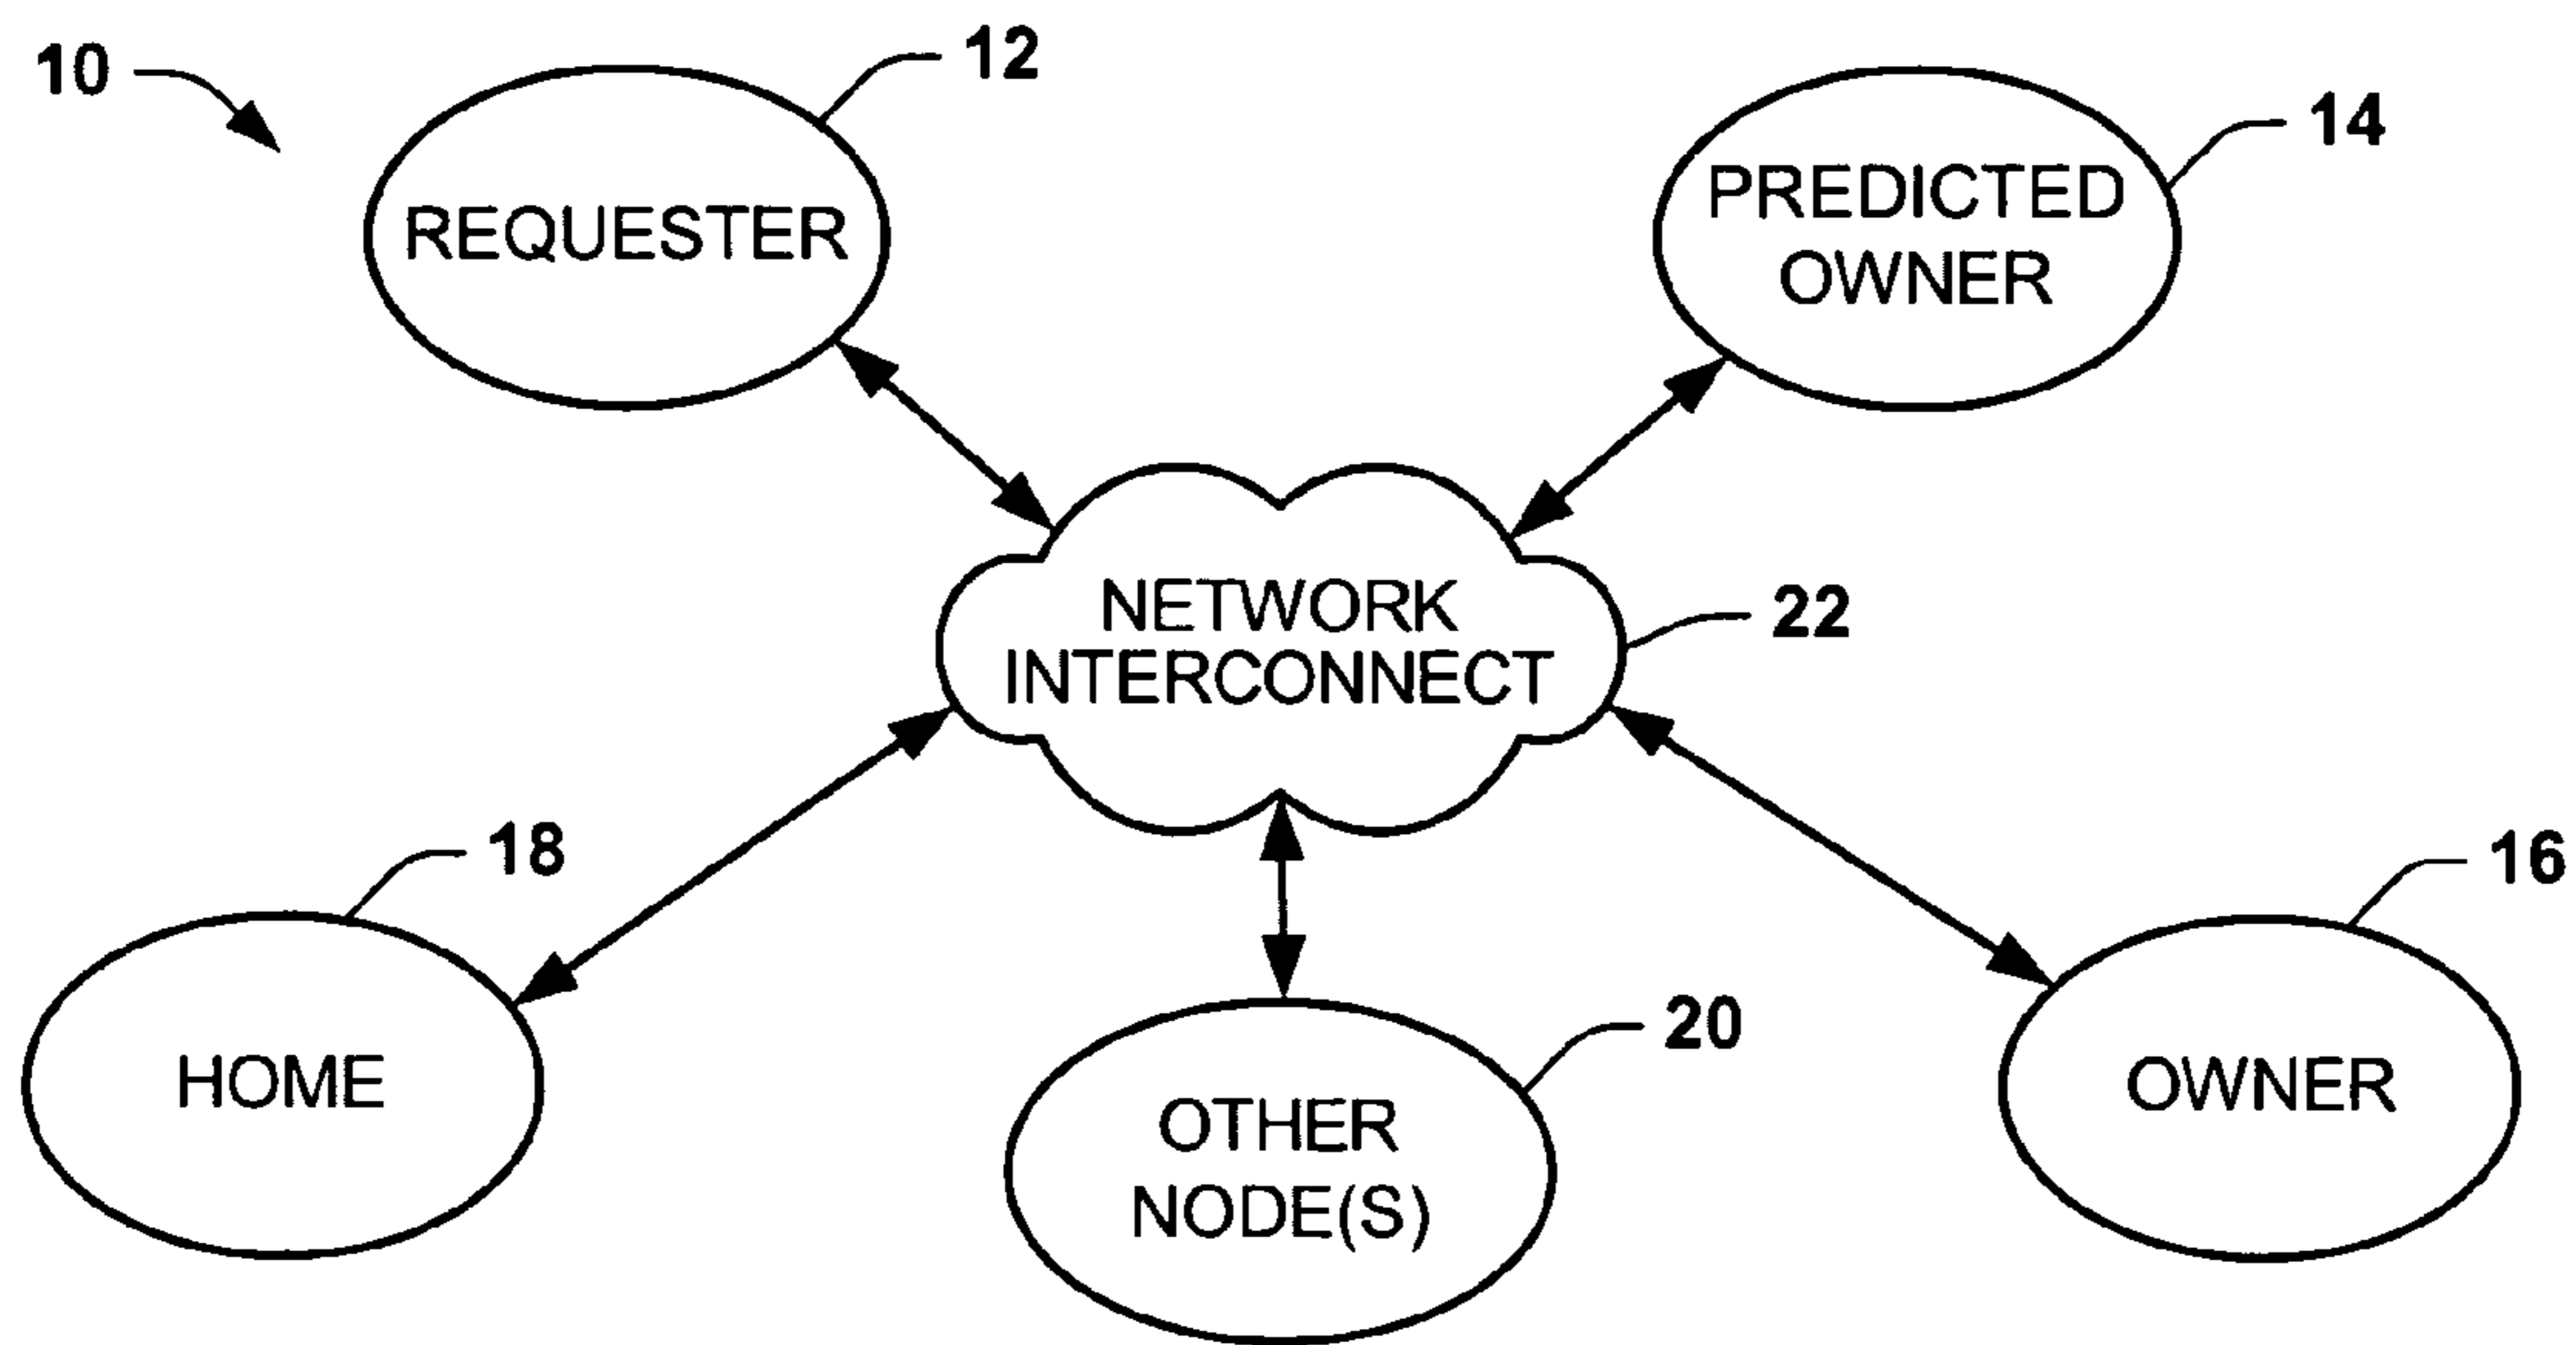 10
12
REQUESTER
14
PREDICTED
OWNER
NETWORK
INTERCONNECT
22
18
HOME
20
OTHER
NODE(S)
16
OWNER